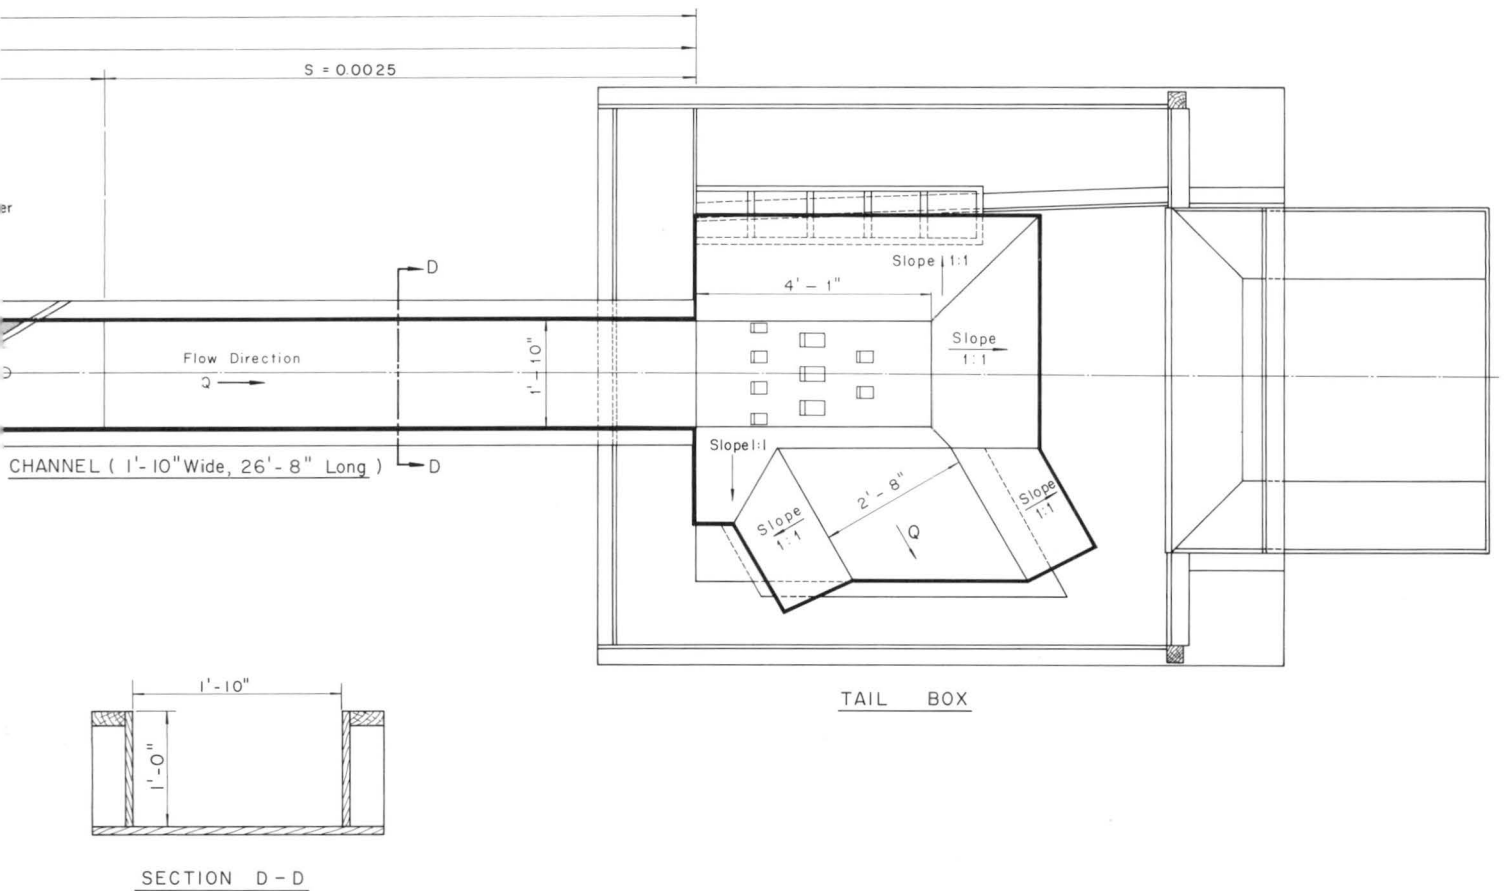 S = 0.0025
er
D
Slope 1:1
4' - 1"
Flow Direction
Q
1'-10"
Slope
1:1
Slope 1:1
CHANNEL ( 1'-10" Wide, 26'-8" Long )
D
2' - 8"
Slope
1:1
Slope
1:1
Q
TAIL BOX
1'-10"
1'-0"
SECTION D - D